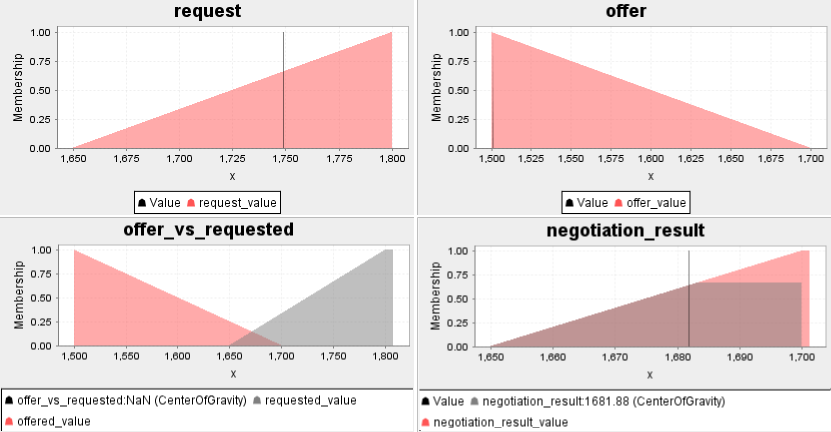 request
1.00
0.75
0.50
0.25
0.00
Membership
1,650 1,675 1,700 1,725 1,750 1,775 1,800
x
Value request_value
offer
1.00
0.75
0.50
0.25
0.00
Membership
1,500 1,525 1,550 1,575 1,600 1,625 1,650 1,675 1,700
x
Value offer_value
offer_vs_requested
1.00
0.75
0.50
0.25
0.00
Membership
1,500 1,550 1,600 1,650 1,700 1,750 1,800
x
offer_vs_requested:NaN (CenterOfGravity) requested_value
offered_value
negotiation_result
1.00
0.75
0.50
0.25
0.00
Membership
1,650 1,660 1,670 1,680 1,690 1,700
x
Value negotiation_result:1681.88 (CenterOfGravity)
negotiation_result_value